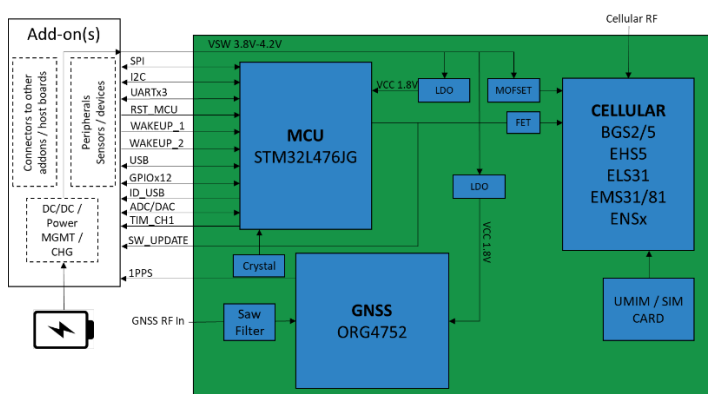 Cellular RF
Add-on(s)
VSW 3.8V-4.2V
Connectors to other
addons / host boards
Peripherals
Sensors / devices
SPI
I2C
UARTx3
RST_MCU
WAKEUP_1
WAKEUP_2
USB
GPIOx12
ID_USB
ADC/DAC
TIM_CH1
SW_UPDATE
1PPS
DC/DC /
Power
MGMT /
CHG
MCU
STM32L476JG
VCC 1.8V
LDO
MOFSET
FET
CELLULAR
BGS2/5
EHS5
ELS31
EMS31/81
ENSx
LDO
VCC 1.8V
Crystal
GNSS
ORG4752
GNSS RF In
Saw
Filter
UMIM / SIM
CARD